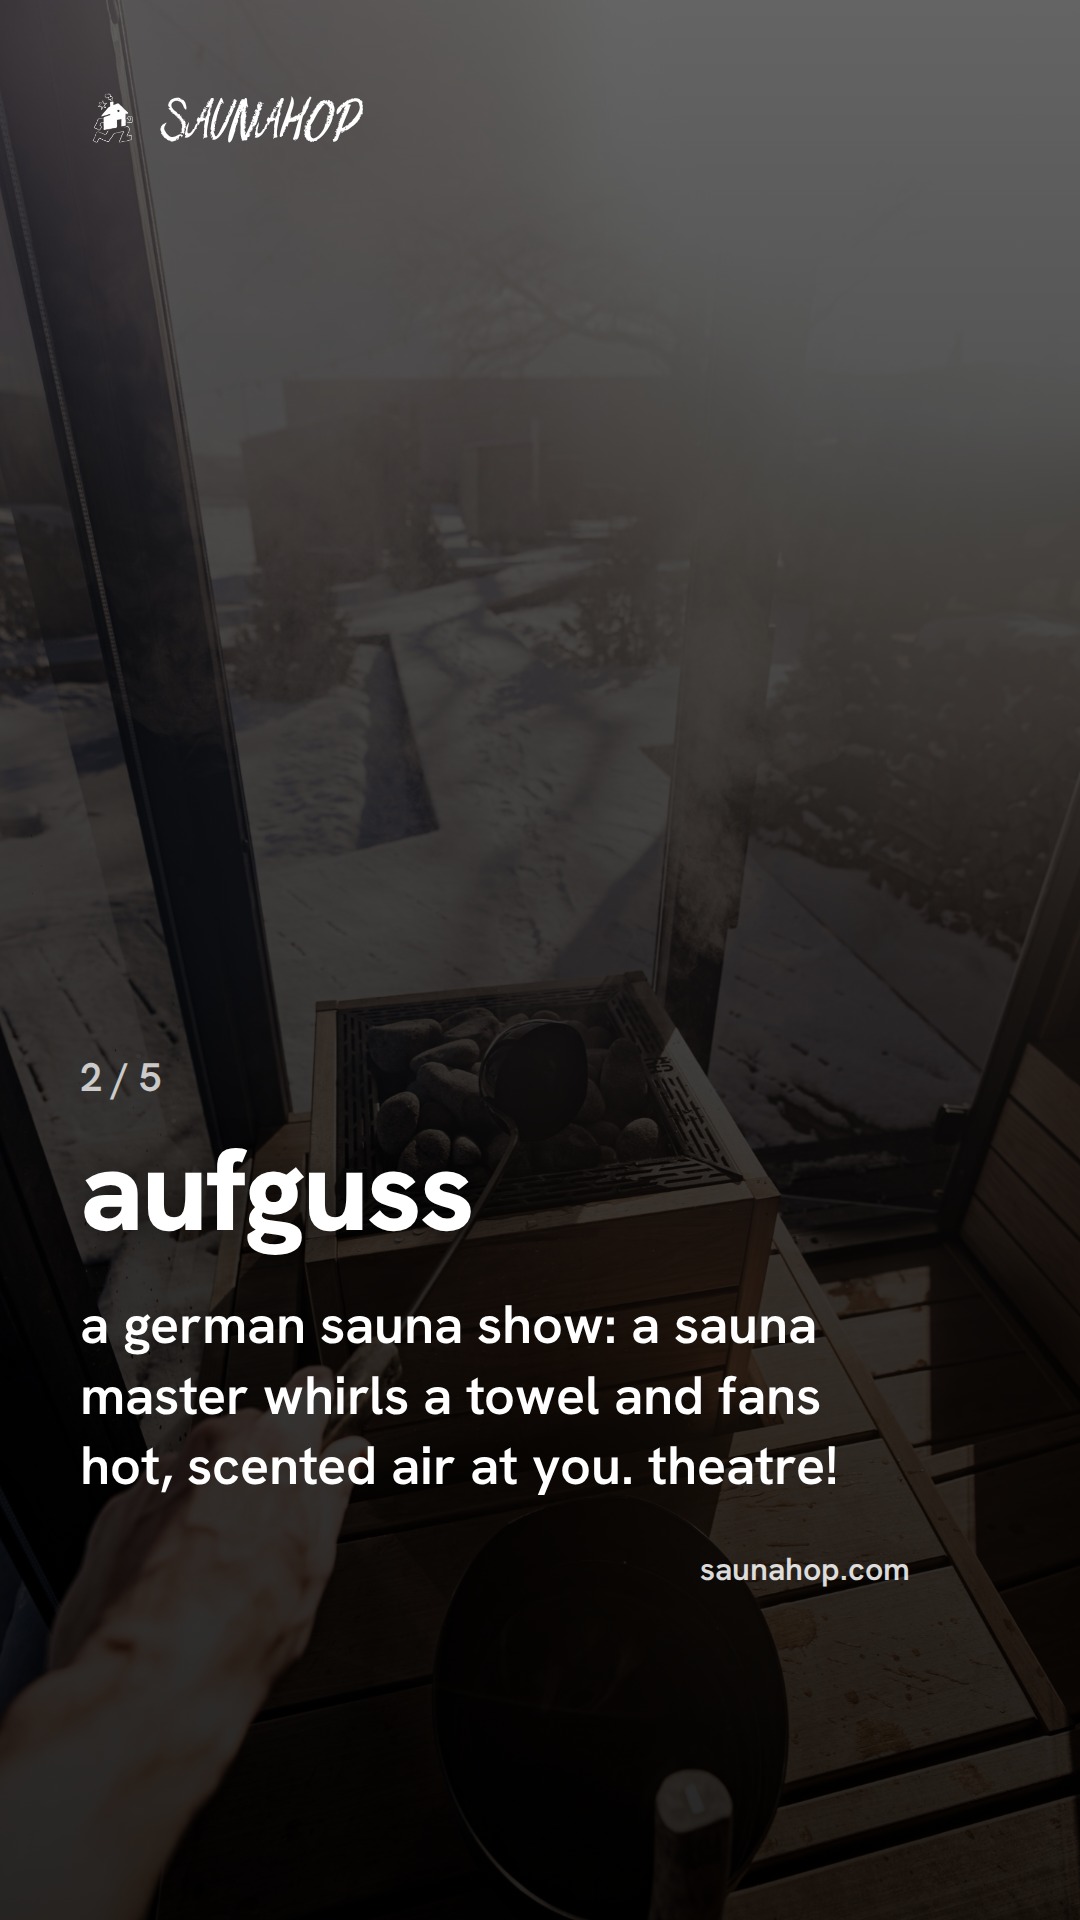 SAUNAHOP
2 / 5
aufguss
a german sauna show: a sauna
master whirls a towel and fans
hot, scented air at you. theatre!
saunahop.com